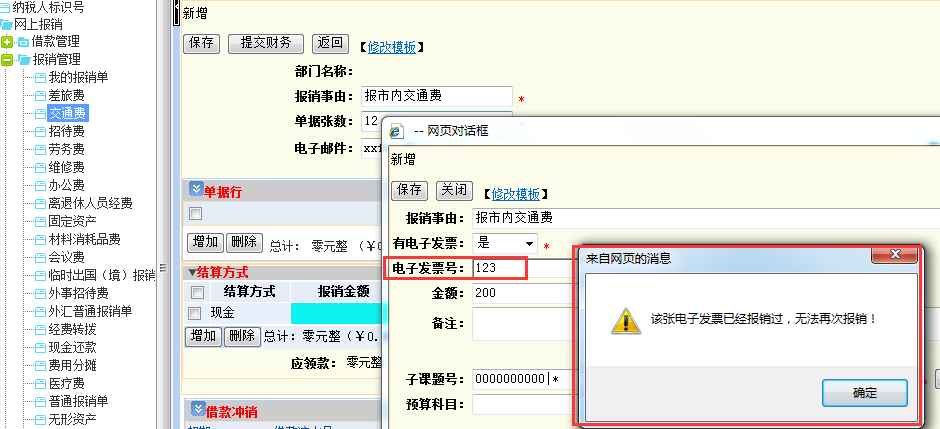 纳税人标识号
网上报销
借款管理
报销管理
我的报销单
差旅费
交通费
招待费
劳务费
维修费
办公费
离退休人员经费
固定资产
材料消耗品费
会议费
临时出国（境）报销
外事招待费
外汇普通报销单
经费转拨
现金还款
费用分摊
医疗费
普通报销单
无形资产
新增
保存 提交财务 返回 【修改模板】
部门名称：
报销事由： 报市内交通费 *
单据张数： 12
电子邮件：
单据行
增加 删除 总计： 零元整（￥0.
结算方式
结算方式 报销金额
现金
增加 删除 总计：零元整（￥0.
应领款： 零元整（￥0.
借款冲销
-- 网页对话框
新增
保存 关闭 【修改模板】
报销事由： 报市内交通费
有电子发票： 是 *
电子发票号： 123
金额： 200
备注：
子课题号： 0000000000|*
预算科目：
来自网页的消息
该张电子发票已经报销过，无法再次报销！
确定